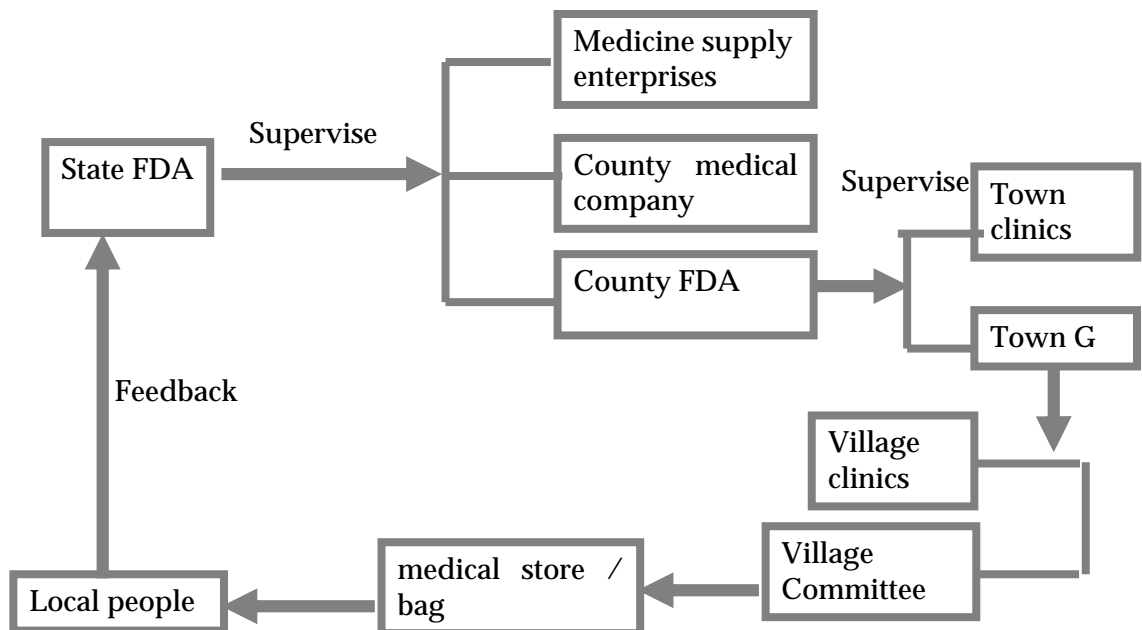 Medicine supply
enterprises
Supervise
State FDA
County medical
company
Supervise
Town
clinics
County FDA
Town G
Feedback
Village
clinics
Village
Committee
medical store /
bag
Local people